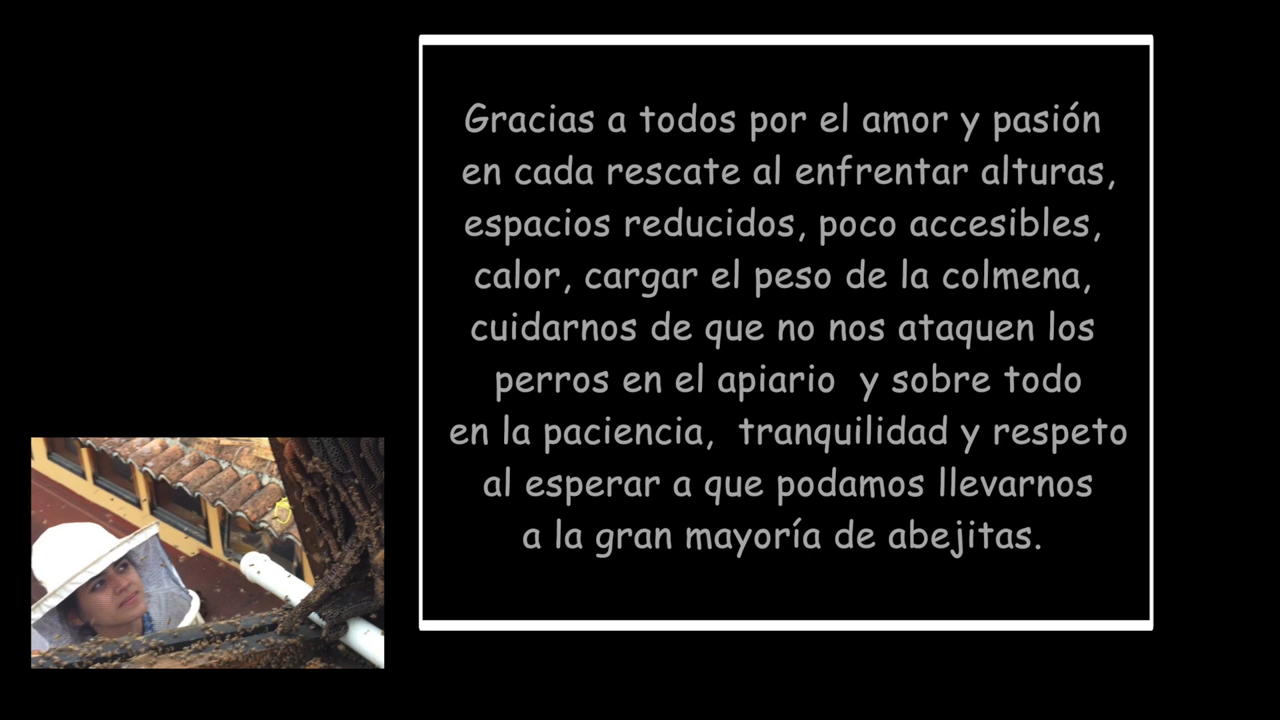 Gracias a todos por el amor y pasión
en cada rescate al enfrentar alturas,
espacios reducidos, poco accesibles,
calor, cargar el peso de la colmena,
cuidarnos de que no nos ataquen los
perros en el apiario y sobre todo
en la paciencia, tranquilidad y respeto
al esperar a que podamos llevarnos
a la gran mayoría de abejitas.